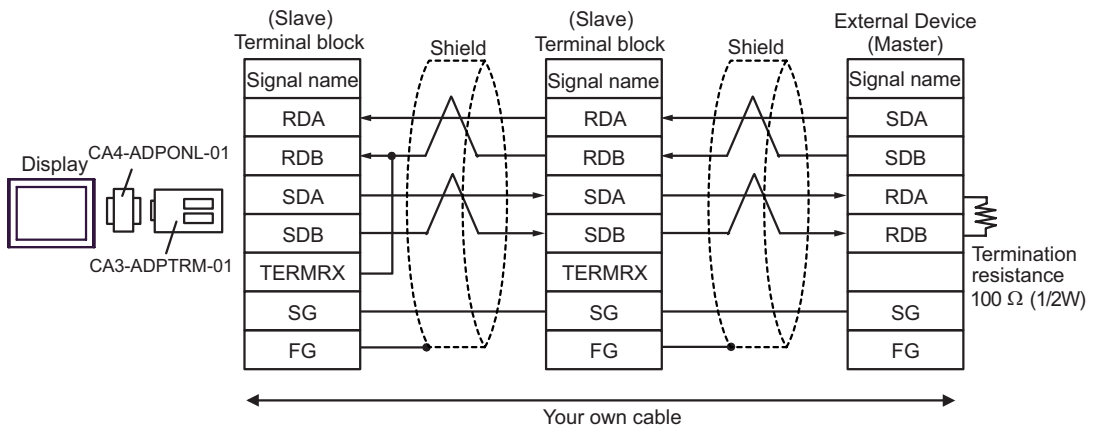 (Slave)
Terminal block
Shield
(Slave)
Terminal block
Shield
External Device
(Master)
Signal name
Signal name
Signal name
RDA
RDA
SDA
RDB
RDB
SDB
SDA
SDA
RDA
SDB
SDB
RDB
TERMRX
TERMRX
SG
SG
SG
FG
FG
FG
Display
CA4-ADPONL-01
CA3-ADPTRM-01
Termination
resistance
100 Ω (1/2W)
Your own cable